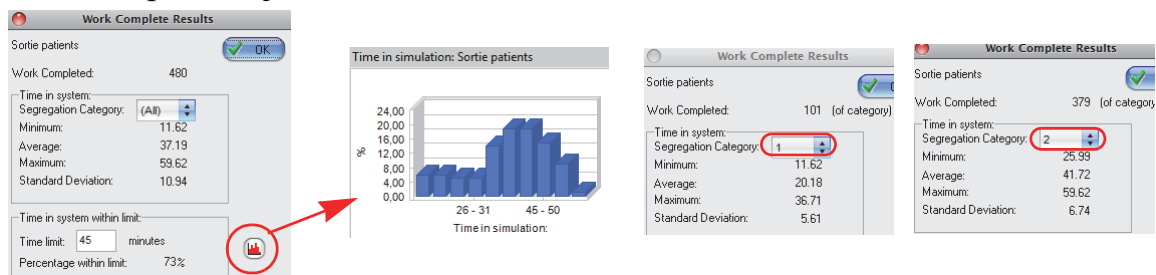 Work Complete Results
Sortie patients
OK
Work Completed: 480
Time in system:
Segregation Category: (All)
Minimum: 11.62
Average: 37.19
Maximum: 59.62
Standard Deviation: 10.94
Time in system within limit:
Time limit: 45 minutes
Percentage within limit: 73%
Time in simulation: Sortie patients
24,00
20,00
16,00
12,00
8,00
4,00
0,00
%
26 - 31 45 - 50
Time in simulation:
Work Complete Results
Sortie patients
Work Completed: 101 (of category)
Time in system:
Segregation Category: 1
Minimum: 11.62
Average: 20.18
Maximum: 36.71
Standard Deviation: 5.61
Work Complete Results
Sortie patients
Work Completed: 379 (of category
Time in system:
Segregation Category: 2
Minimum: 25.99
Average: 41.72
Maximum: 59.62
Standard Deviation: 6.74